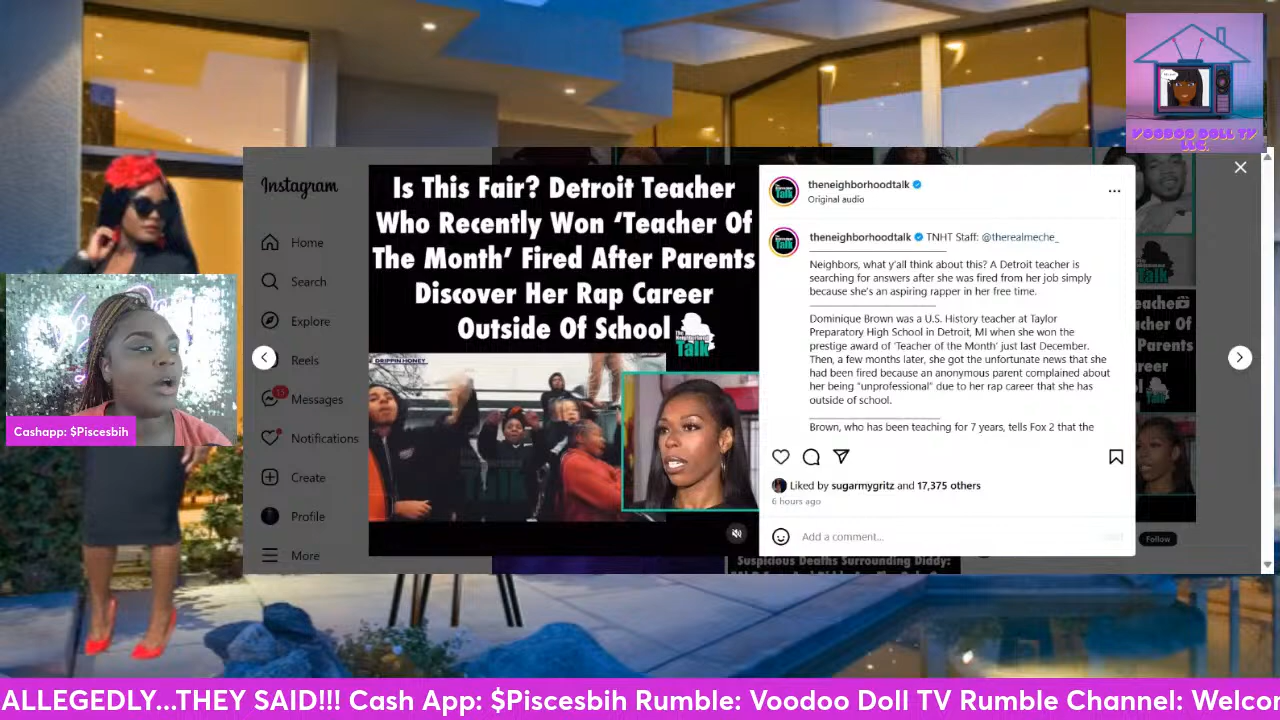 VOODOO DOLL TV
LLC.
Instagram
Home
Search
Explore
Reels
Messages
Notifications
Create
Profile
More
Is This Fair? Detroit Teacher
Who Recently Won ‘Teacher Of
The Month’ Fired After Parents
Discover Her Rap Career
Outside Of School
The Neighborhood
Talk
DRIPPIN HONEY
theneighborhoodtalk
Original audio
theneighborhoodtalk TNHT Staff: @therealmeche_
Neighbors, what y'all think about this? A Detroit teacher is
searching for answers after she was fired from her job simply
because she's an aspiring rapper in her free time.
Dominique Brown was a U.S. History teacher at Taylor
Preparatory High School in Detroit, MI when she won the
prestige award of 'Teacher of the Month' just last December.
Then, a few months later, she got the unfortunate news that she
had been fired because an anonymous parent complained about
her being "unprofessional" due to her rap career that she has
outside of school.
Brown, who has been teaching for 7 years, tells Fox 2 that the
Liked by sugarmygritz and 17,375 others
6 hours ago
Add a comment...
Talk
eacher
er Of
Parents
reer
Follow
Suspicious Deaths Surrounding Diddy:
Cashapp: $Piscesbih
ALLEGEDLY...THEY SAID!!! Cash App: $Piscesbih Rumble: Voodoo Doll TV Rumble Channel: Welcor